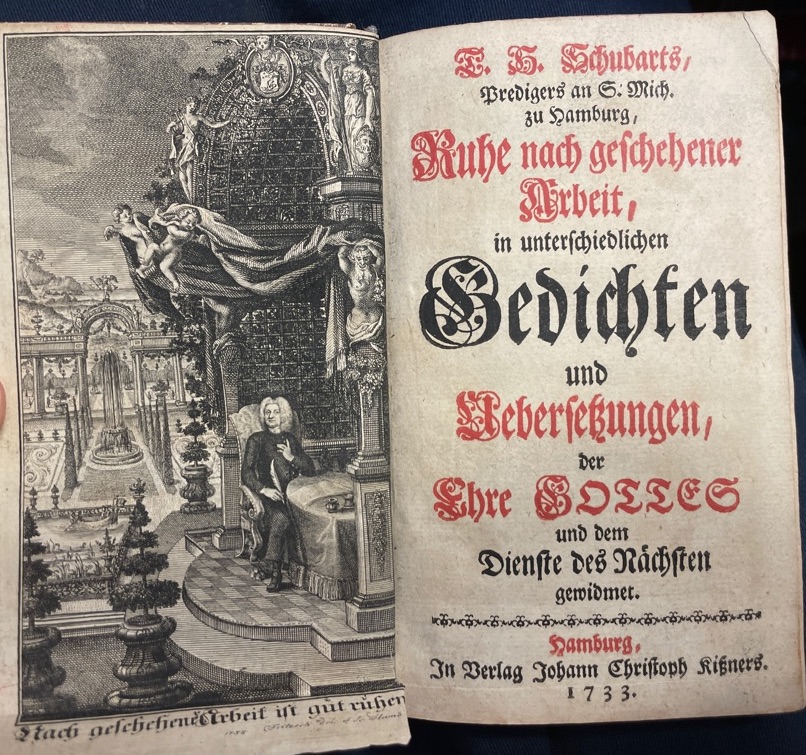 Nach geschehene Arbeit ist gut ruhen
T. H. Schubarts,
Predigers an S. Mich.
zu Hamburg,
Ruhe nach geschehener
Arbeit,
in unterschiedlichen
Gedichten
und
Uebersetzungen,
der
Ehre GOTTES
und dem
Dienste des Nächsten
gewidmet.
Hamburg,
In Verlag Johann Christoph Kißners.
1733.